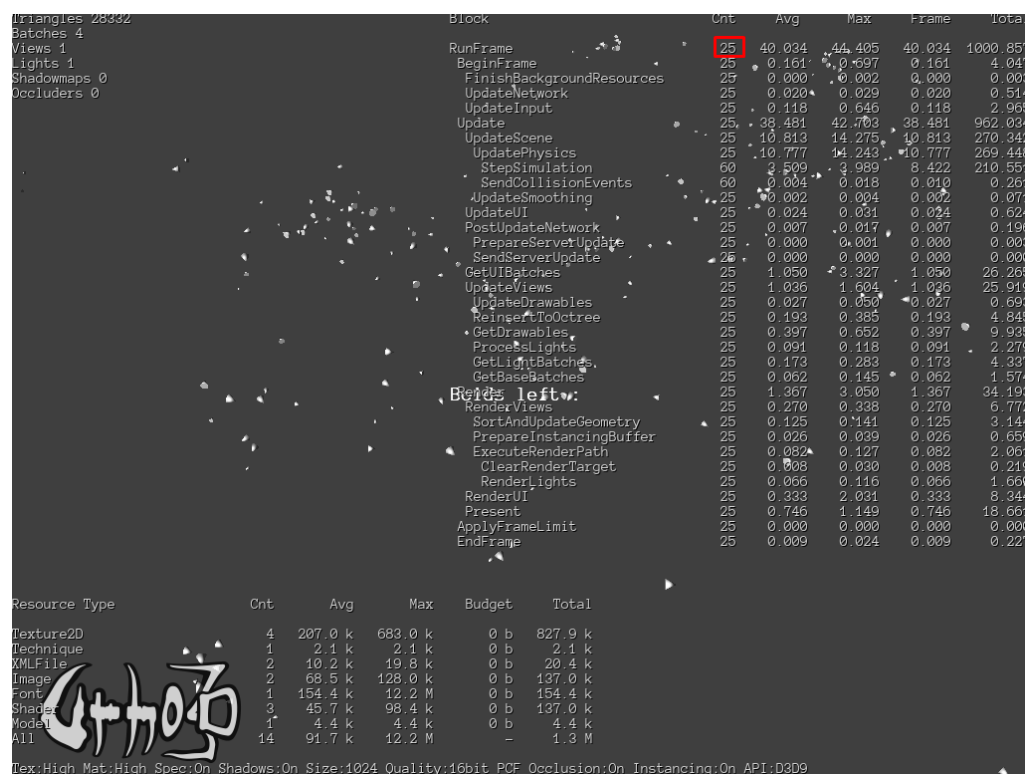 Triangles 28332
Batches 4
Views 1
Lights 1
Shadowmaps 0
Occluders 0
Block Cnt Avg Max Frame Tota
RunFrame 25 40.034 44.405 40.034 1000.857
BeginFrame 25 0.161 0.697 0.161 4.047
FinishBackgroundResources 25 0.000 0.002 0.000 0.003
UpdateNetwork 25 0.020 0.029 0.020 0.514
UpdateInput 25 0.118 0.646 0.118 2.965
Update 25 38.481 42.703 38.481 962.034
UpdateScene 25 10.813 14.275 10.813 270.342
UpdatePhysics 25 10.777 14.243 10.777 269.448
StepSimulation 60 3.509 3.989 8.422 210.551
SendCollisionEvents 60 0.004 0.018 0.010 0.261
UpdateSmoothing 25 0.002 0.004 0.002 0.071
UpdateUI 25 0.024 0.031 0.024 0.624
PostUpdateNetwork 25 0.007 0.017 0.007 0.196
PrepareServerUpdate 25 0.000 0.001 0.000 0.003
SendServerUpdate 25 0.000 0.000 0.000 0.000
GetUIBatches 25 1.050 3.327 1.050 26.265
UpdateViews 25 1.036 1.604 1.036 25.919
UpdateDrawables 25 0.027 0.050 0.027 0.693
ReinsertToOctree 25 0.193 0.385 0.193 4.845
GetDrawables 25 0.397 0.652 0.397 9.935
ProcessLights 25 0.091 0.118 0.091 2.279
GetLightBatches 25 0.173 0.283 0.173 4.337
GetBaseBatches 25 0.062 0.145 0.062 1.574
Render 25 1.367 3.050 1.367 34.193
Boids left:
RenderViews 25 0.270 0.338 0.270 6.772
SortAndUpdateGeometry 25 0.125 0.141 0.125 3.144
PrepareInstancingBuffer 25 0.026 0.039 0.026 0.659
ExecuteRenderPath 25 0.082 0.127 0.082 2.061
ClearRenderTarget 25 0.008 0.030 0.008 0.219
RenderLights 25 0.066 0.116 0.066 1.660
RenderUI 25 0.333 2.031 0.333 8.344
Present 25 0.746 1.149 0.746 18.661
ApplyFrameLimit 25 0.000 0.000 0.000 0.000
EndFrame 25 0.009 0.024 0.009 0.227
Resource Type Cnt Avg Max Budget Total
Texture2D 4 207.0 k 683.0 k 0 b 827.9 k
Technique 1 2.1 k 2.1 k 0 b 2.1 k
XMLFile 2 10.2 k 19.8 k 0 b 20.4 k
Image 2 68.5 k 128.0 k 0 b 137.0 k
Font 1 154.4 k 12.2 M 0 b 154.4 k
Shader 3 45.7 k 98.4 k 0 b 137.0 k
Model 1 4.4 k 4.4 k 0 b 4.4 k
All 14 91.7 k 12.2 M - 1.3 M
Tex:High Mat:High Spec:On Shadows:On Size:1024 Quality:16bit PCF Occlusion:On Instancing:On API:D3D9